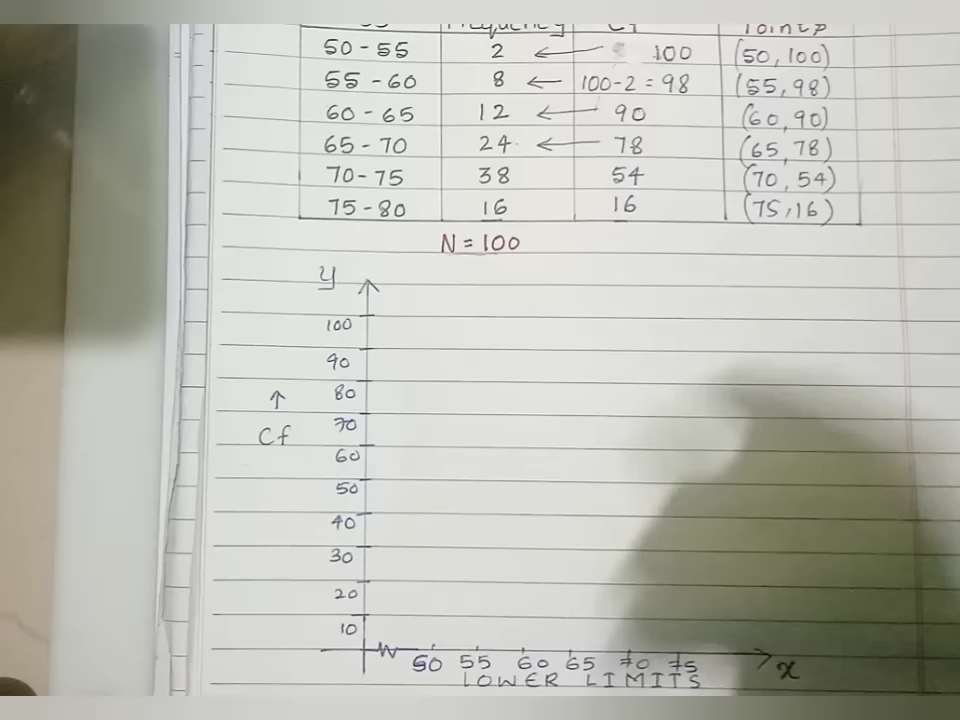 50 - 55 2 ← 100 (50, 100)
55 - 60 8 ← 100-2 = 98 (55, 98)
60 - 65 12 ← 90 (60, 90)
65 - 70 24 ← 78 (65, 78)
70 - 75 38 54 (70, 54)
75 - 80 16 16 (75, 16)
N = 100
y
100
90
80
↑
70
Cf
60
50
40
30
20
10
50 55 60 65 70 75 x
LOWER LIMITS